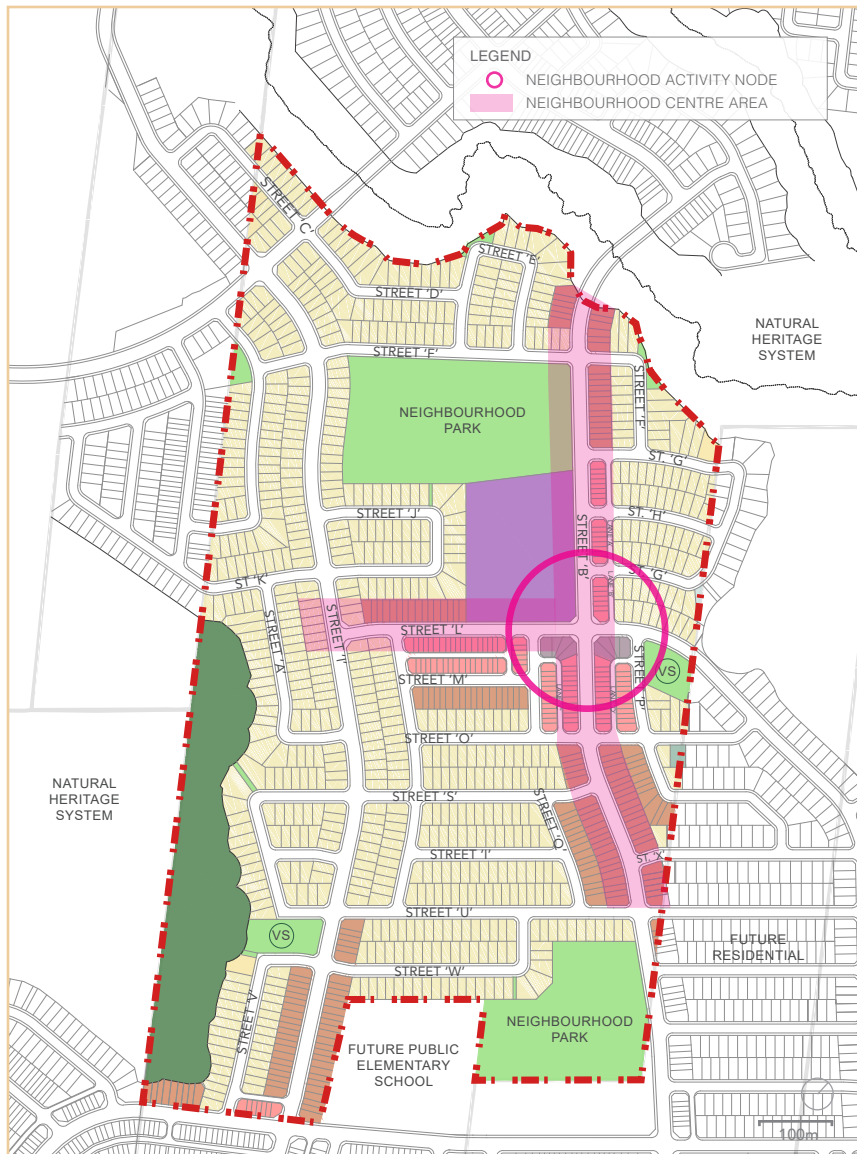 LEGEND
NEIGHBOURHOOD ACTIVITY NODE
NEIGHBOURHOOD CENTRE AREA
STREET 'C'
STREET 'E'
STREET 'D'
NATURAL
HERITAGE
SYSTEM
STREET 'F'
STREET 'F'
NEIGHBOURHOOD
PARK
ST. 'G'
STREET 'J'
STREET 'B'
ST. 'H'
ST. 'G'
ST. 'K'
STREET 'A'
STREET 'I'
STREET 'L'
STREET 'P'
VS
STREET 'M'
STREET 'O'
NATURAL
HERITAGE
SYSTEM
STREET 'S'
STREET 'Q'
STREET 'I'
ST. 'X'
STREET 'U'
VS
FUTURE
RESIDENTIAL
STREET 'W'
STREET 'V'
NEIGHBOURHOOD
PARK
FUTURE PUBLIC
ELEMENTARY
SCHOOL
100m